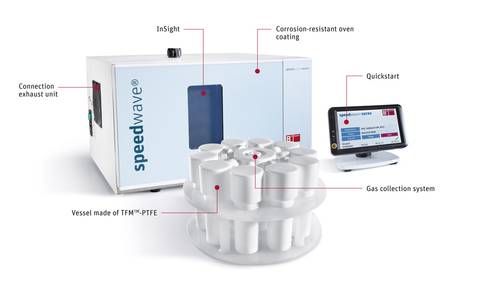 InSight
Corrosion-resistant oven
coating
Connection
exhaust unit
Quickstart
speedwave®
Gas collection system
Vessel made of TFM™-PTFE